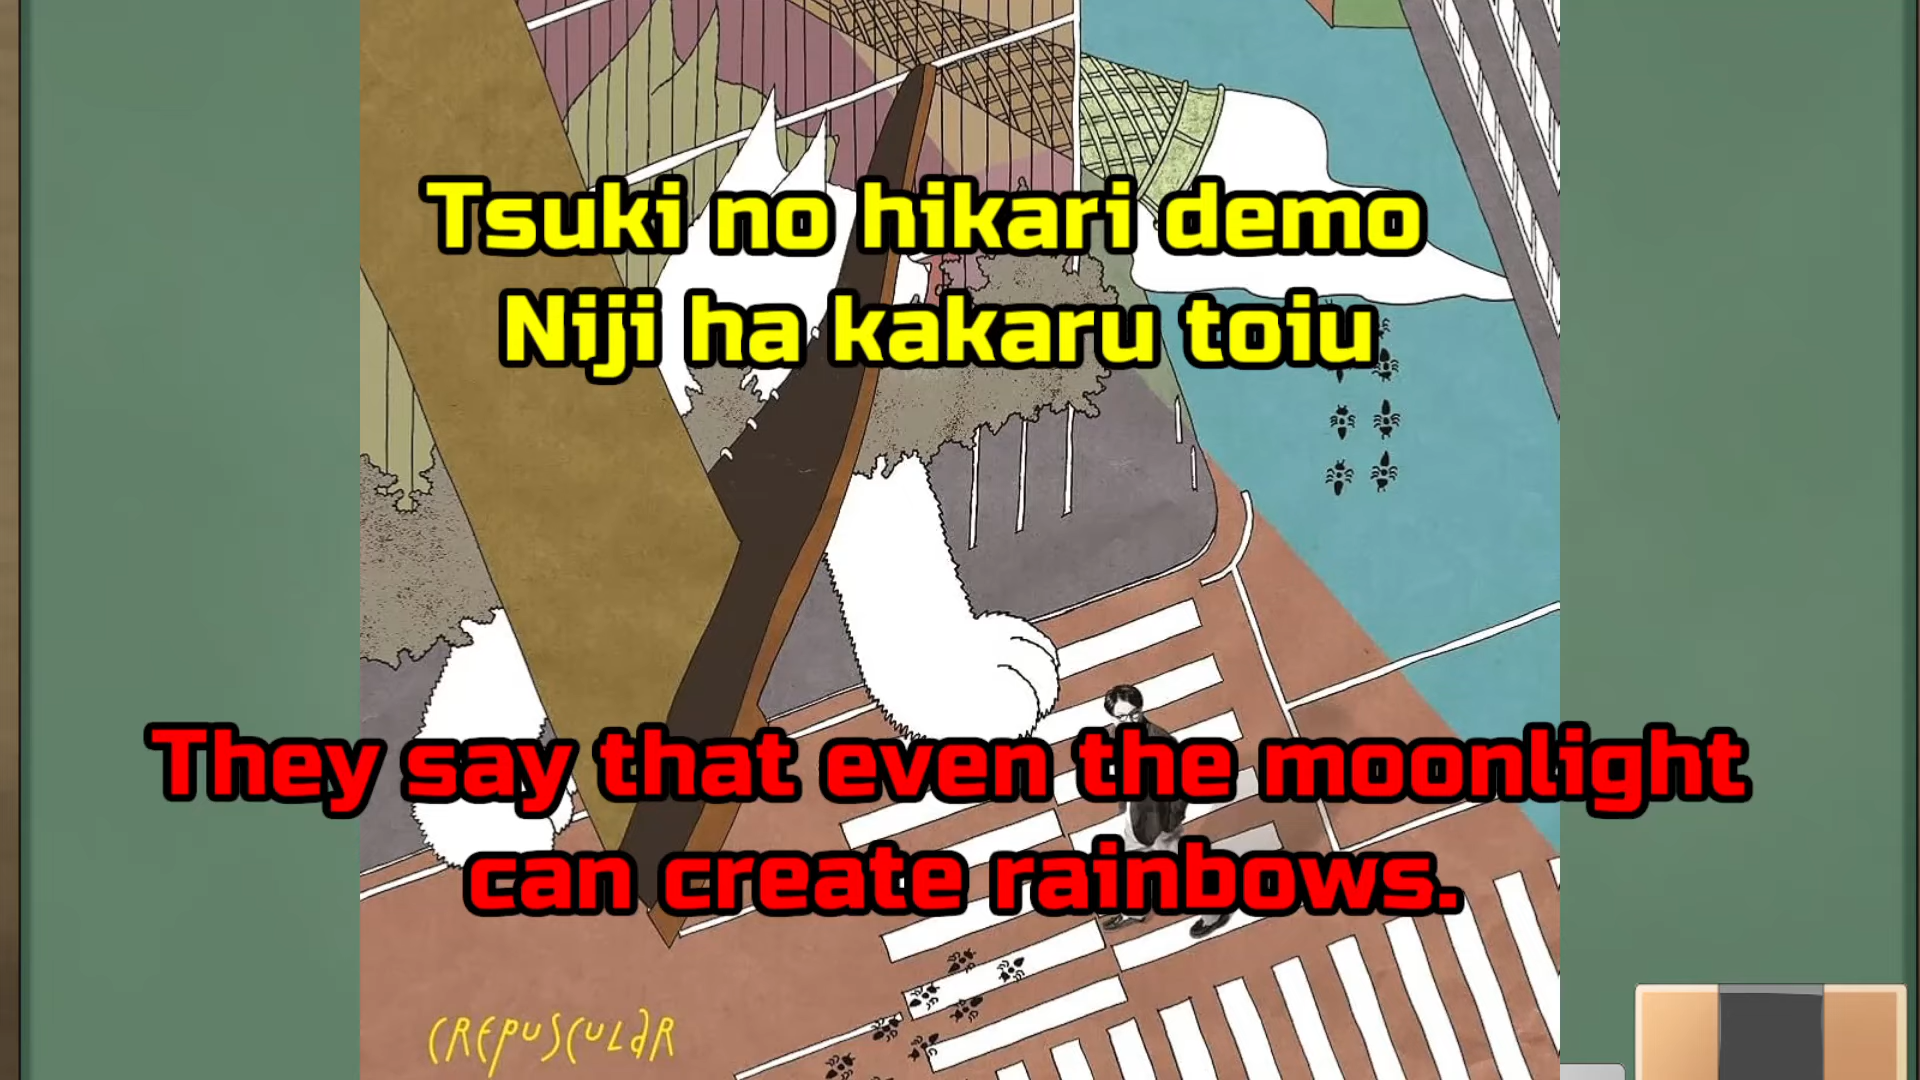 Tsuki no hikari demo
Niji ha kakaru toiu
They say that even the moonlight
can create rainbows.
CREPUSCULAR